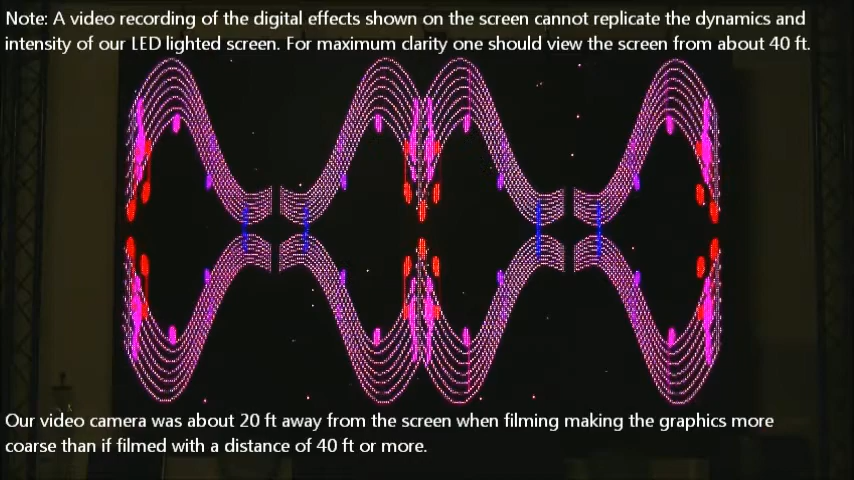 Note: A video recording of the digital effects shown on the screen cannot replicate the dynamics and
intensity of our LED lighted screen. For maximum clarity one should view the screen from about 40 ft.
Our video camera was about 20 ft away from the screen when filming making the graphics more
coarse than if filmed with a distance of 40 ft or more.